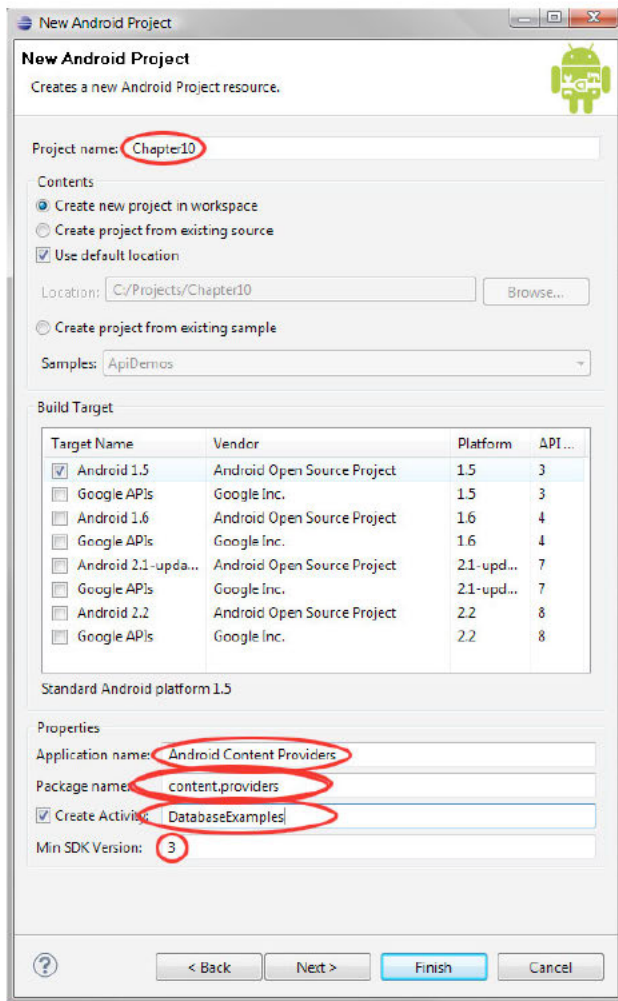 New Android Project
New Android Project
Creates a new Android Project resource.
Project name: Chapter10
Contents
Create new project in workspace
Create project from existing source
Use default location
Location: C:/Projects/Chapter10 Browse...
Create project from existing sample
Samples: ApiDemos
Build Target
Target Name Vendor Platform API ...
Android 1.5 Android Open Source Project 1.5 3
Google APIs Google Inc. 1.5 3
Android 1.6 Android Open Source Project 1.6 4
Google APIs Google Inc. 1.6 4
Android 2.1-upda... Android Open Source Project 2.1-upd... 7
Google APIs Google Inc. 2.1-upd... 7
Android 2.2 Android Open Source Project 2.2 8
Google APIs Google Inc. 2.2 8
Standard Android platform 1.5
Properties
Application name: Android Content Providers
Package name: content.providers
Create Activity: DatabaseExamples
Min SDK Version: 3
? < Back Next > Finish Cancel